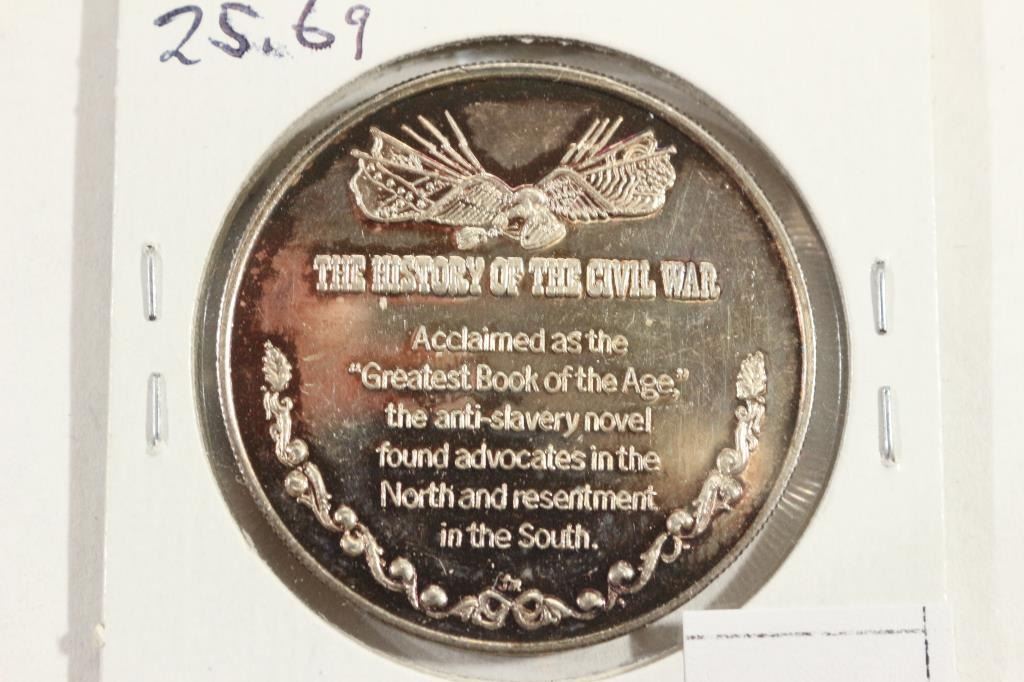 25.69
THE HISTORY OF THE CIVIL WAR
Acclaimed as the
“Greatest Book of the Age,”
the anti-slavery novel
found advocates in the
North and resentment
in the South.